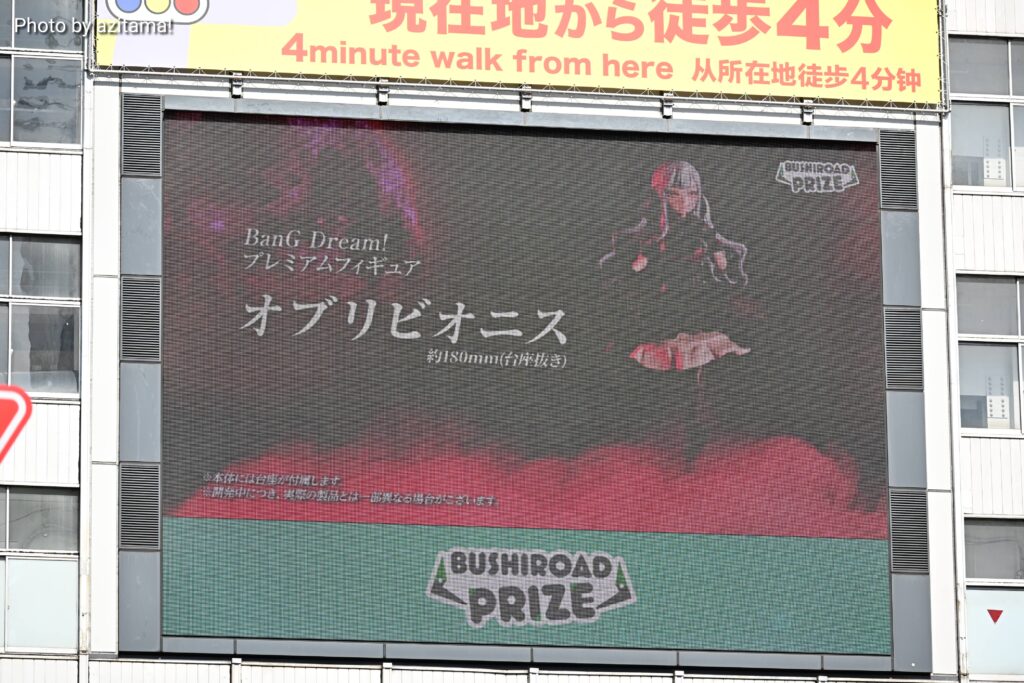 Photo by azitama!
現在地から徒歩4分
4minute walk from here 从所在地徒歩4分钟
BUSHIROAD
PRIZE
BanG Dream!
プレミアムフィギュア
オブリビオニス
約180mm(台座抜き)
※本体には台座が付属します。
※開発中につき、実際の製品とは一部異なる場合がございます。
BUSHIROAD
PRIZE